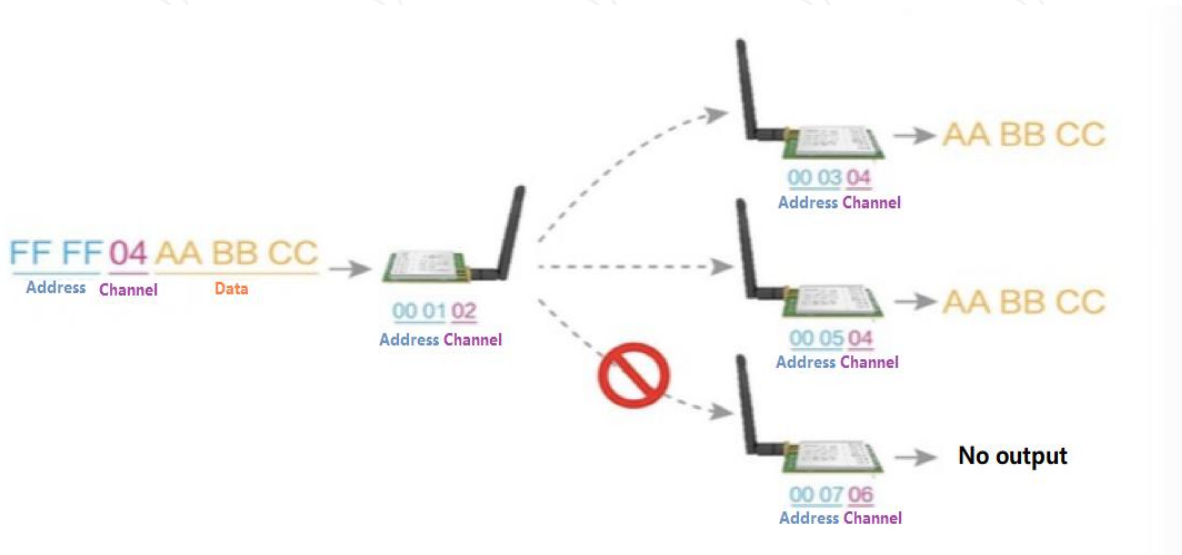 FF FF 04 AA BB CC
Address Channel Data
00 01 02
Address Channel
AA BB CC
00 03 04
Address Channel
AA BB CC
00 05 04
Address Channel
No output
00 07 06
Address Channel